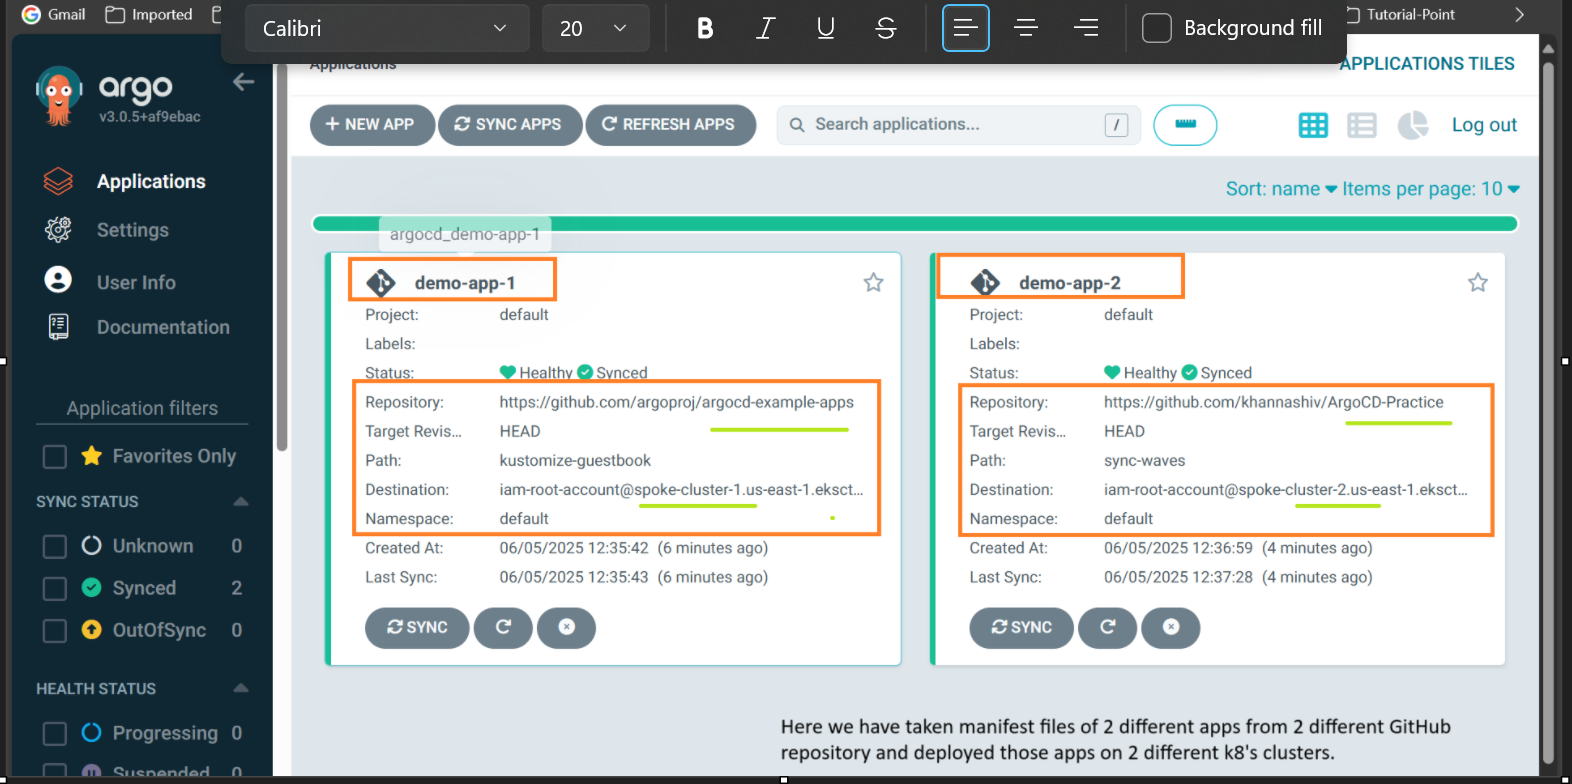 Gmail
Imported
Calibri
20
B
I
U
S
Background fill
Tutorial-Point
argo
v3.0.5+af9ebac
Applications
APPLICATIONS TILES
NEW APP
SYNC APPS
REFRESH APPS
Search applications...
/
Log out
Applications
Settings
User Info
Documentation
Sort: name
Items per page: 10
argocd_demo-app-1
Application filters
Favorites Only
SYNC STATUS
Unknown 0
Synced 2
OutOfSync 0
HEALTH STATUS
Progressing 0
Suspended 0
demo-app-1
Project: default
Labels:
Status: Healthy Synced
Repository: https://github.com/argoproj/argocd-example-apps
Target Revis... HEAD
Path: kustomize-guestbook
Destination: iam-root-account@spoke-cluster-1.us-east-1.eksct...
Namespace: default
Created At: 06/05/2025 12:35:42 (6 minutes ago)
Last Sync: 06/05/2025 12:35:43 (6 minutes ago)
SYNC
demo-app-2
Project: default
Labels:
Status: Healthy Synced
Repository: https://github.com/khannashiv/ArgoCD-Practice
Target Revis... HEAD
Path: sync-waves
Destination: iam-root-account@spoke-cluster-2.us-east-1.eksct...
Namespace: default
Created At: 06/05/2025 12:36:59 (4 minutes ago)
Last Sync: 06/05/2025 12:37:28 (4 minutes ago)
SYNC
Here we have taken manifest files of 2 different apps from 2 different GitHub
repository and deployed those apps on 2 different k8's clusters.